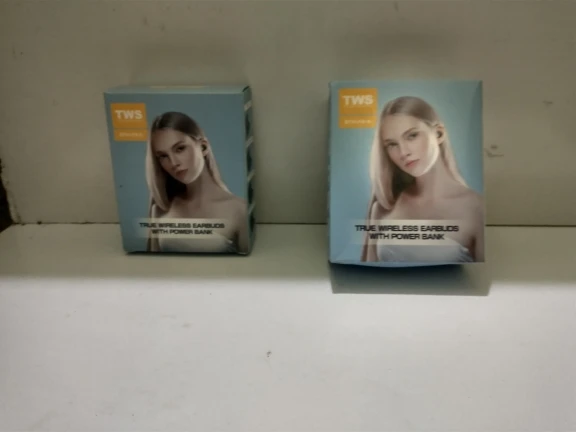 TWS
TRUE WIRELESS EARBUDS
WITH POWER BANK
TWS
TRUE WIRELESS EARBUDS
WITH POWER BANK